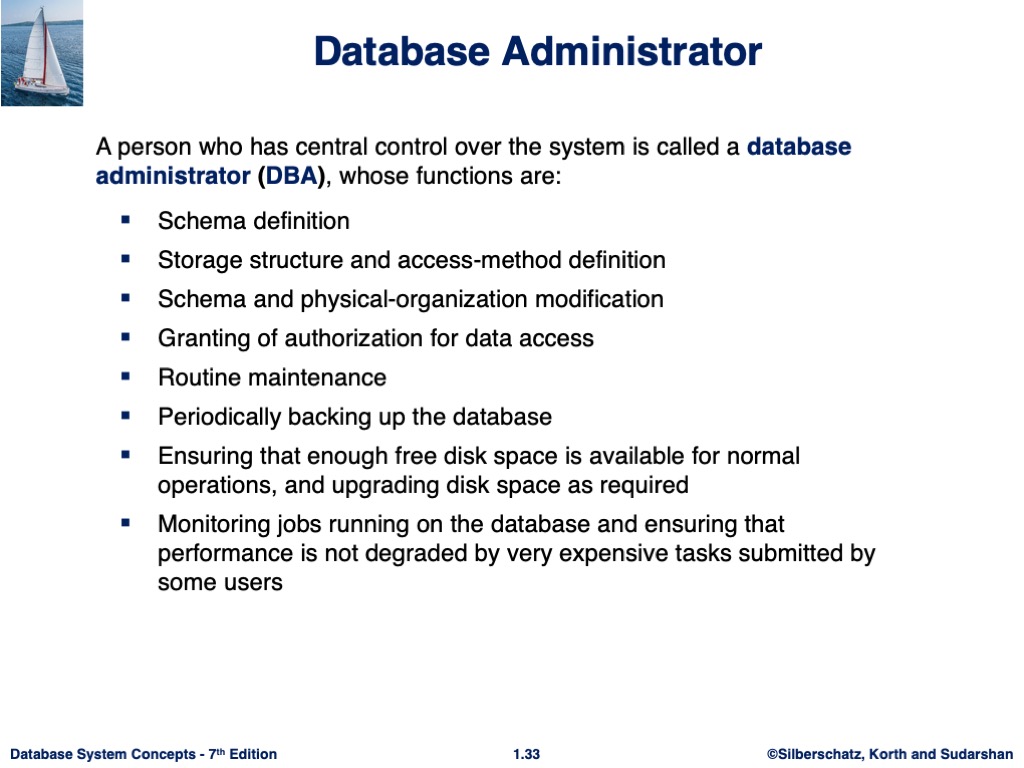 Database Administrator
A person who has central control over the system is called a database
administrator (DBA), whose functions are:
▪ Schema definition
▪ Storage structure and access-method definition
▪ Schema and physical-organization modification
▪ Granting of authorization for data access
▪ Routine maintenance
▪ Periodically backing up the database
▪ Ensuring that enough free disk space is available for normal
operations, and upgrading disk space as required
▪ Monitoring jobs running on the database and ensuring that
performance is not degraded by very expensive tasks submitted by
some users
Database System Concepts - 7th Edition
1.33
©Silberschatz, Korth and Sudarshan